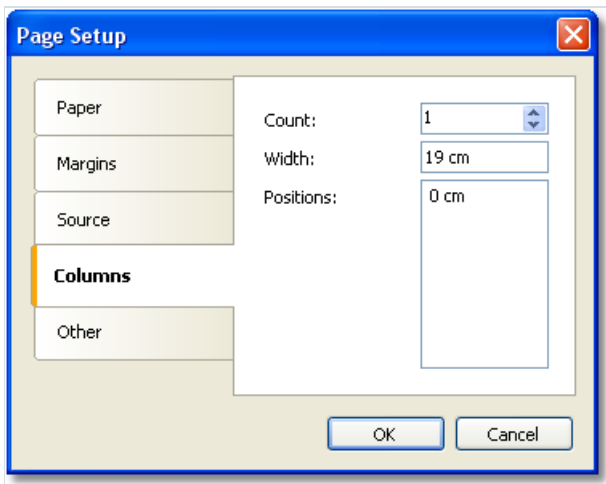 Page Setup
Paper
Margins
Source
Columns
Other
Count: 1
Width: 19 cm
Positions: 0 cm
OK Cancel